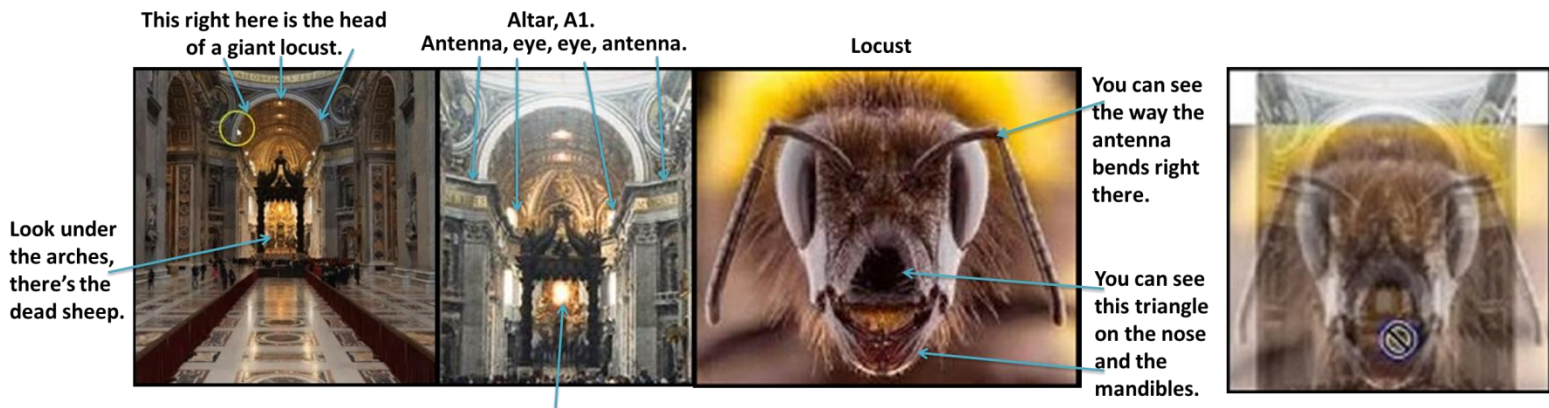 This right here is the head
of a giant locust.
Altar, A1.
Antenna, eye, eye, antenna.
Locust
You can see
the way the
antenna
bends right
there.
Look under
the arches,
there's the
dead sheep.
You can see
this triangle
on the nose
and the
mandibles.